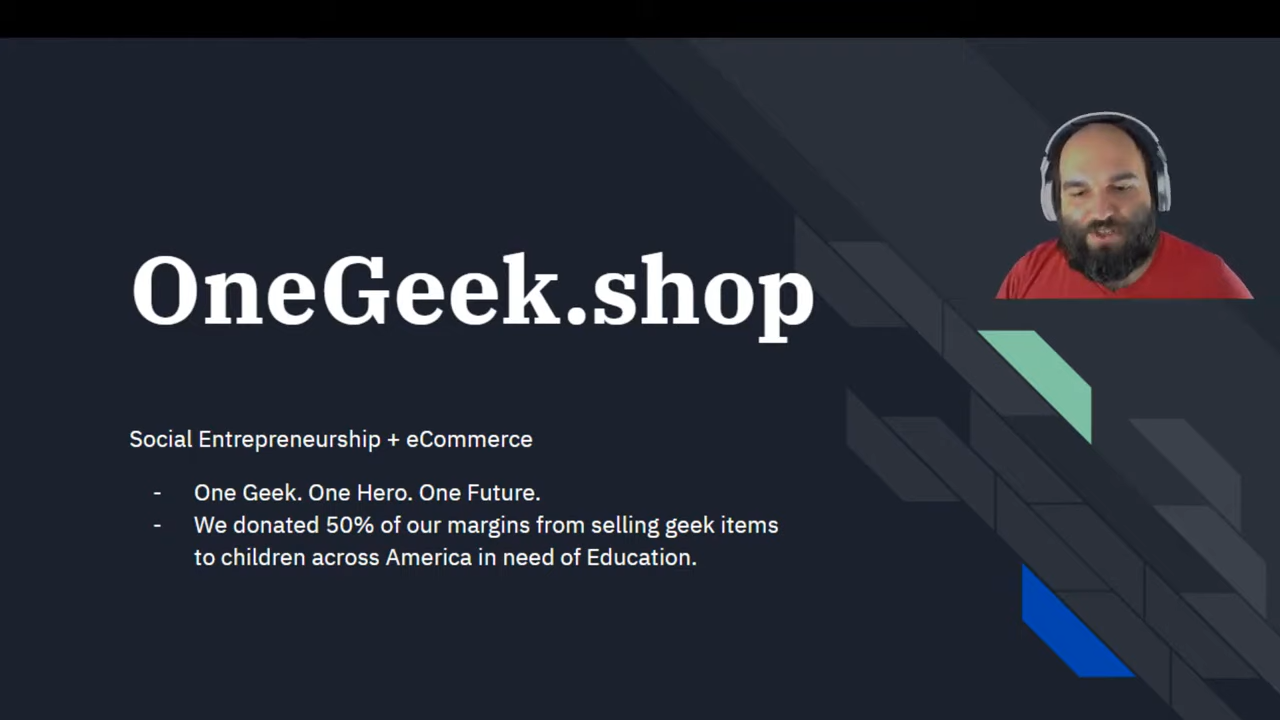 OneGeek.shop
Social Entrepreneurship + eCommerce
- One Geek. One Hero. One Future.
- We donated 50% of our margins from selling geek items
to children across America in need of Education.